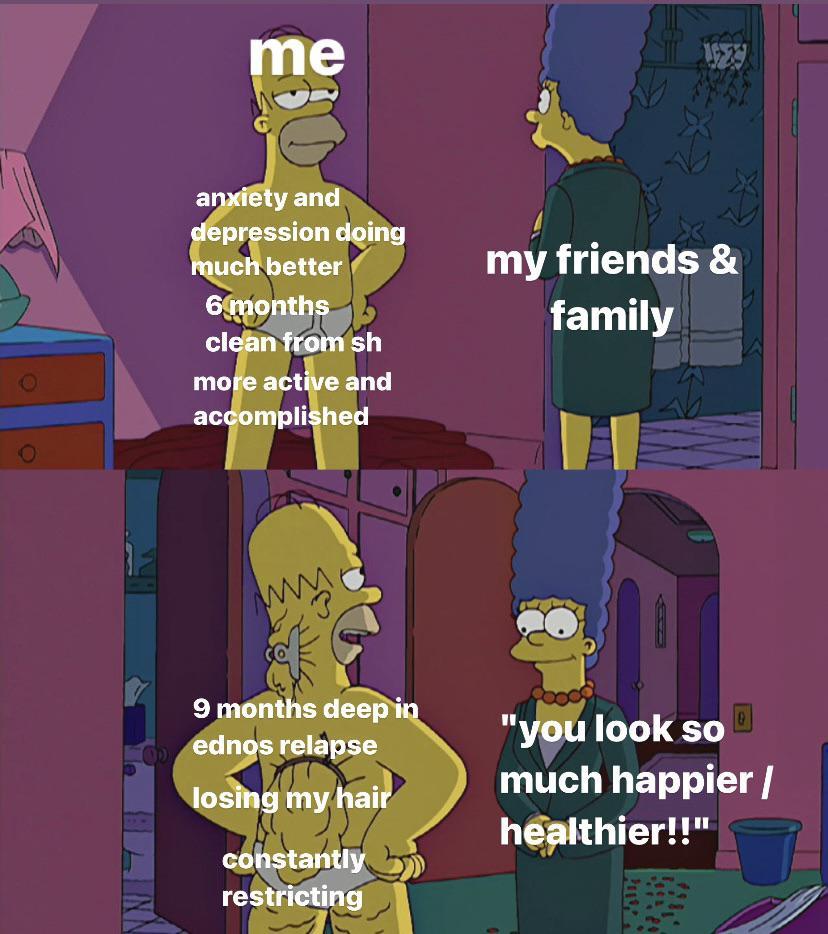 me
anxiety and
depression doing
much better
6 months
clean from sh
more active and
accomplished
my friends &
family
9 months deep in
ednos relapse
losing my hair
constantly
restricting
"you look so
much happier /
healthier!!"